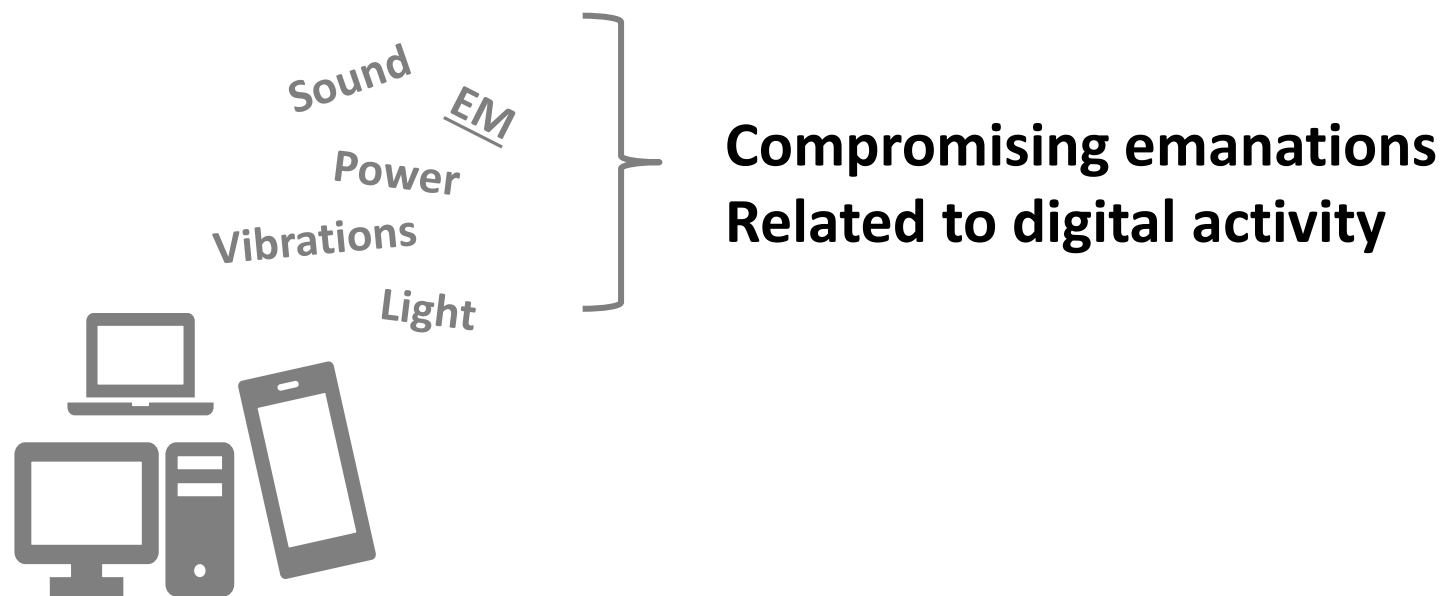 Sound
EM
Power
Vibrations
Light
Compromising emanations
Related to digital activity